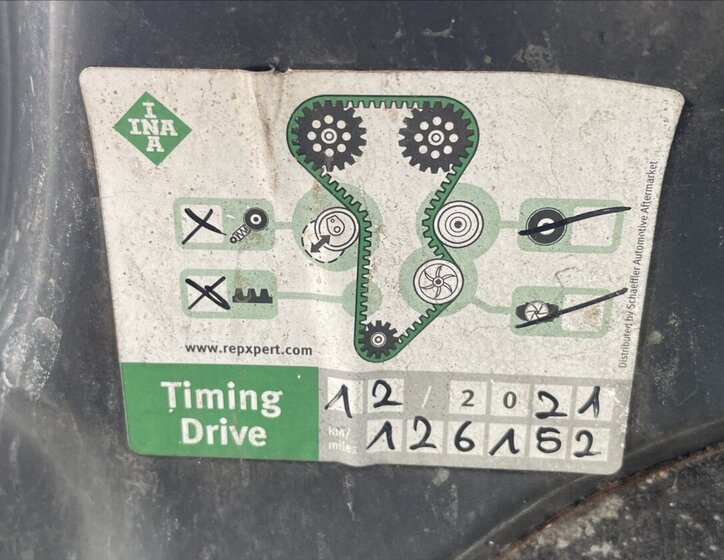 I
INA
A
Distributed by Schaeffler Automotive Aftermarket
www.repxpert.com
Timing
Drive
12 / 2021
km/
miles
126152